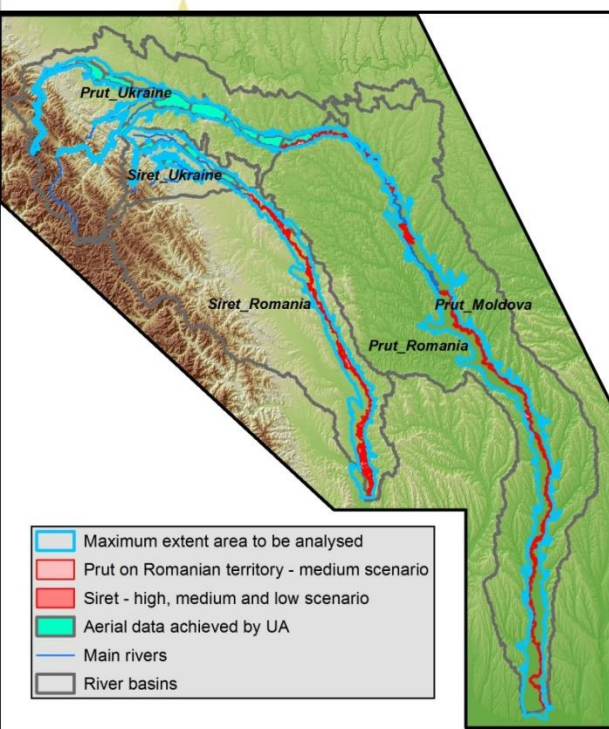 Prut_Ukraine
Siret_Ukraine
Siret_Romania
Prut_Moldova
Prut_Romania
Maximum extent area to be analysed
Prut on Romanian territory - medium scenario
Siret - high, medium and low scenario
Aerial data achieved by UA
Main rivers
River basins